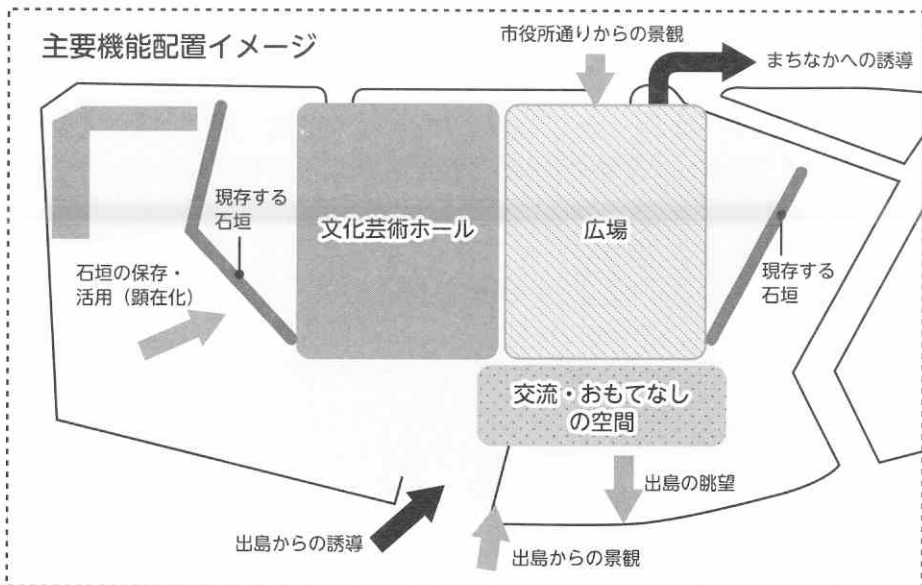 主要機能配置イメージ
市役所通りからの景観
まちなかへの誘導
現存する
石垣
文化芸術ホール
広場
現存する
石垣
石垣の保存・
活用（顕在化）
交流・おもてなし
の空間
出島の眺望
出島からの誘導
出島からの景観